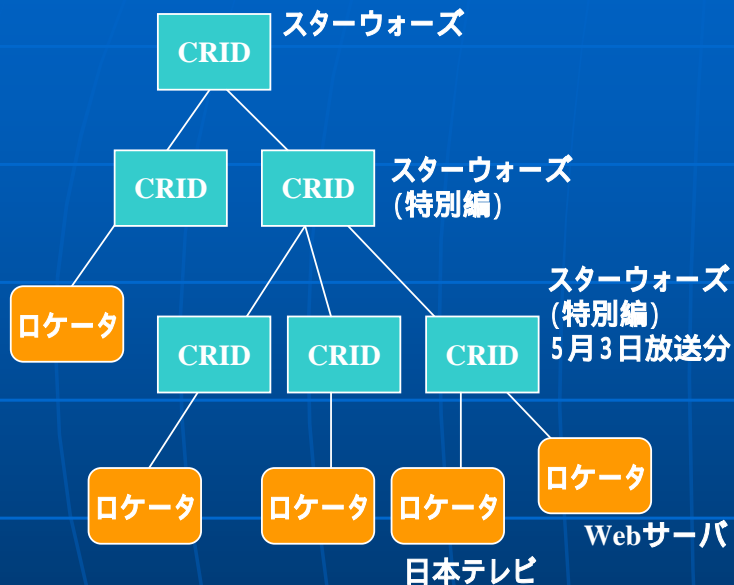 スターウォーズ
CRID
CRID
CRID
スターウォーズ
(特別編)
ロケータ
CRID
CRID
CRID
スターウォーズ
(特別編)
5月3日放送分
ロケータ
ロケータ
ロケータ
ロケータ
Webサーバ
日本テレビ